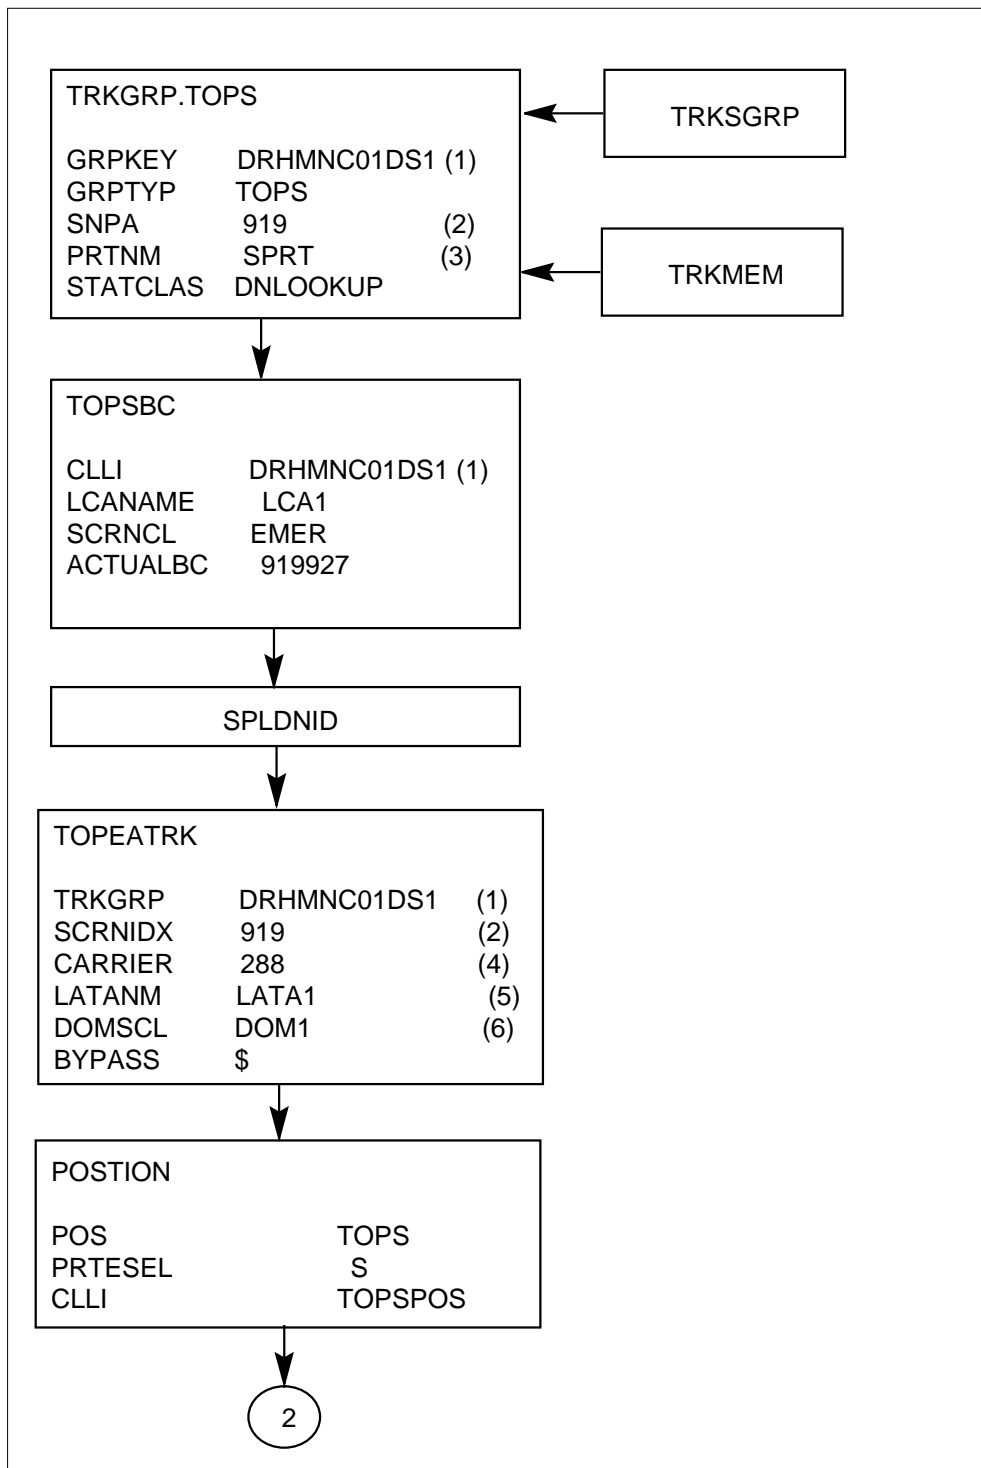 TRKGRP.TOPS
TRKSGRP
GRPKEY DRHMNC01DS1 (1)
GRPTYP TOPS
SNPA 919 (2)
PRTNM SPRT (3)
STATCLAS DNLOOKUP
TRKMEM
TOPSBC
CLLI DRHMNC01DS1 (1)
LCANAME LCA1
SCRNCL EMER
ACTUALBC 919927
SPLDNID
TOPEATRK
TRKGRP DRHMNC01DS1 (1)
SCRNIDX 919 (2)
CARRIER 288 (4)
LATANM LATA1 (5)
DOMSCL DOM1 (6)
BYPASS $
POSTION
POS TOPS
PRTESEL S
CLLI TOPSPOS
2